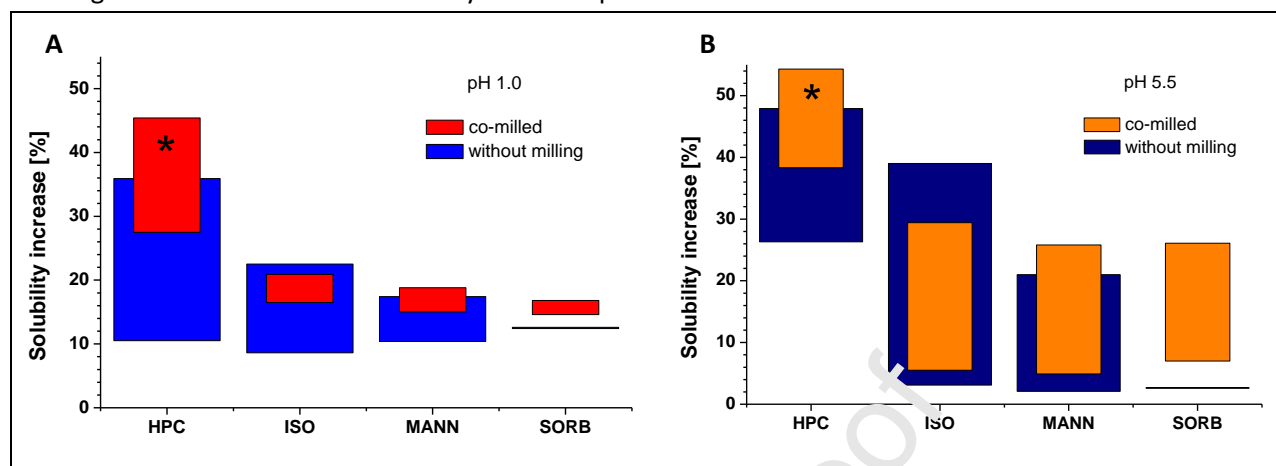 A
pH 1.0
co-milled
without milling
*
Solubility increase [%]
50
40
30
20
10
0
HPC ISO MANN SORB
B
pH 5.5
co-milled
without milling
*
Solubility increase [%]
50
40
30
20
10
0
HPC ISO MANN SORB
oof